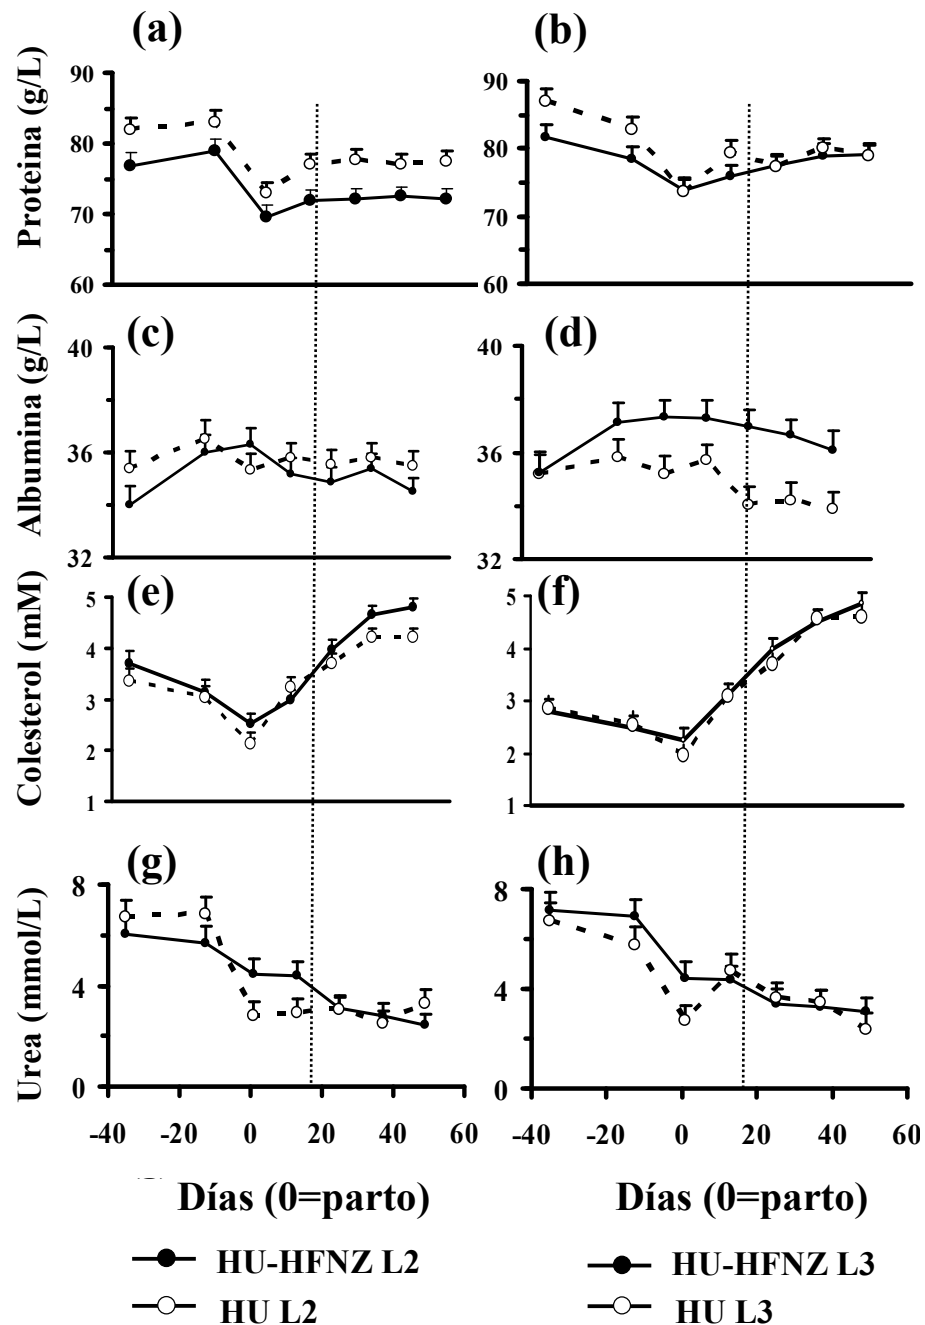 (a)
(b)
Proteina (g/L)
90
80
70
60
90
80
70
60
(c)
(d)
Albumina (g/L)
40
36
32
40
36
32
(e)
(f)
Colesterol (mM)
5
4
3
2
1
5
4
3
2
1
(g)
(h)
Urea (mmol/L)
8
4
0
8
4
0
-40 -20 0 20 40 60
-40 -20 0 20 40 60
Días (0=parto)
Días (0=parto)
HU-HFNZ L2
HU L2
HU-HFNZ L3
HU L3